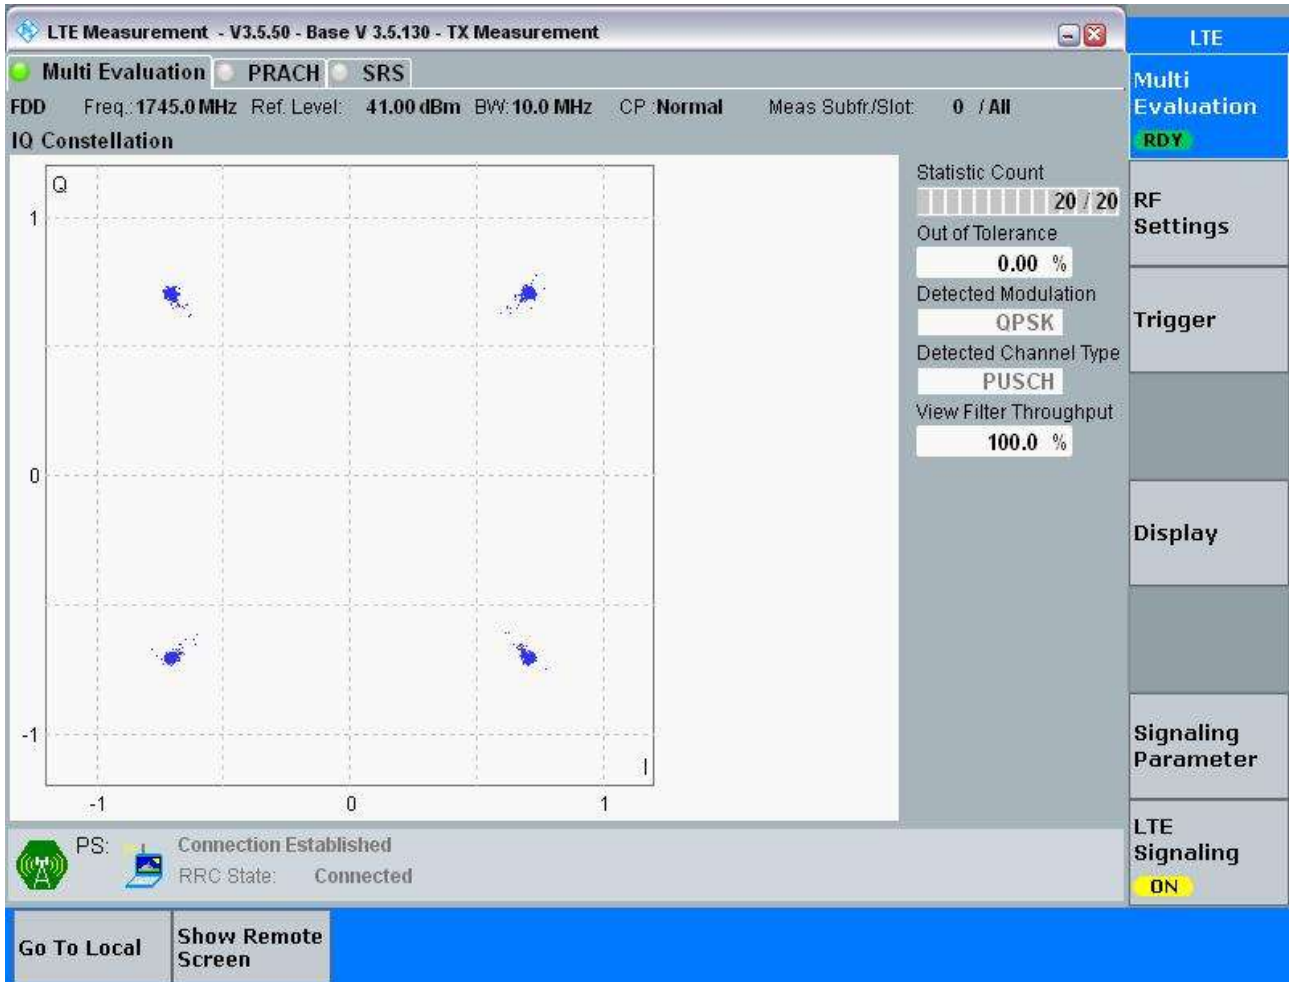 LTE Measurement - V3.5.50 - Base V 3.5.130 - TX Measurement
LTE
Multi Evaluation PRACH SRS
FDD Freq.: 1745.0 MHz Ref. Level: 41.00 dBm BW: 10.0 MHz CP : Normal Meas Subfr./Slot: 0 / All
IQ Constellation
Q
1
0
-1
I
-1 0 1
Statistic Count
20 / 20
Out of Tolerance
0.00 %
Detected Modulation
QPSK
Detected Channel Type
PUSCH
View Filter Throughput
100.0 %
Multi
Evaluation
RDY
RF
Settings
Trigger
Display
Signaling
Parameter
LTE
Signaling
ON
PS: Connection Established
RRC State: Connected
Go To Local
Show Remote
Screen